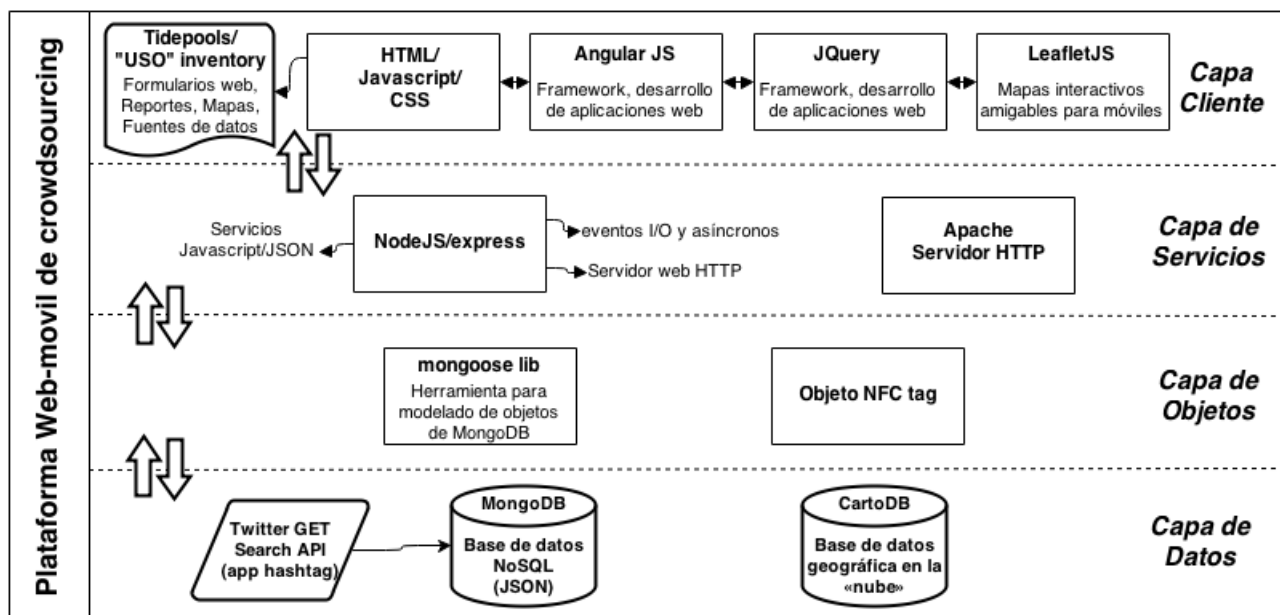 Plataforma Web-movil de crowdsourcing
Tidepools/
"USO" inventory
Formularios web,
Reportes, Mapas,
Fuentes de datos
HTML/
Javascript/
CSS
Angular JS
Framework, desarrollo
de aplicaciones web
JQuery
Framework, desarrollo
de aplicaciones web
LeafletJS
Mapas interactivos
amigables para móviles
Capa
Cliente
Servicios
Javascript/JSON
NodeJS/express
eventos I/O y asíncronos
Servidor web HTTP
Apache
Servidor HTTP
Capa de
Servicios
mongoose lib
Herramienta para
modelado de objetos
de MongoDB
Objeto NFC tag
Capa de
Objetos
Twitter GET
Search API
(app hashtag)
MongoDB
Base de datos
NoSQL
(JSON)
CartoDB
Base de datos
geográfica en la
«nube»
Capa de
Datos